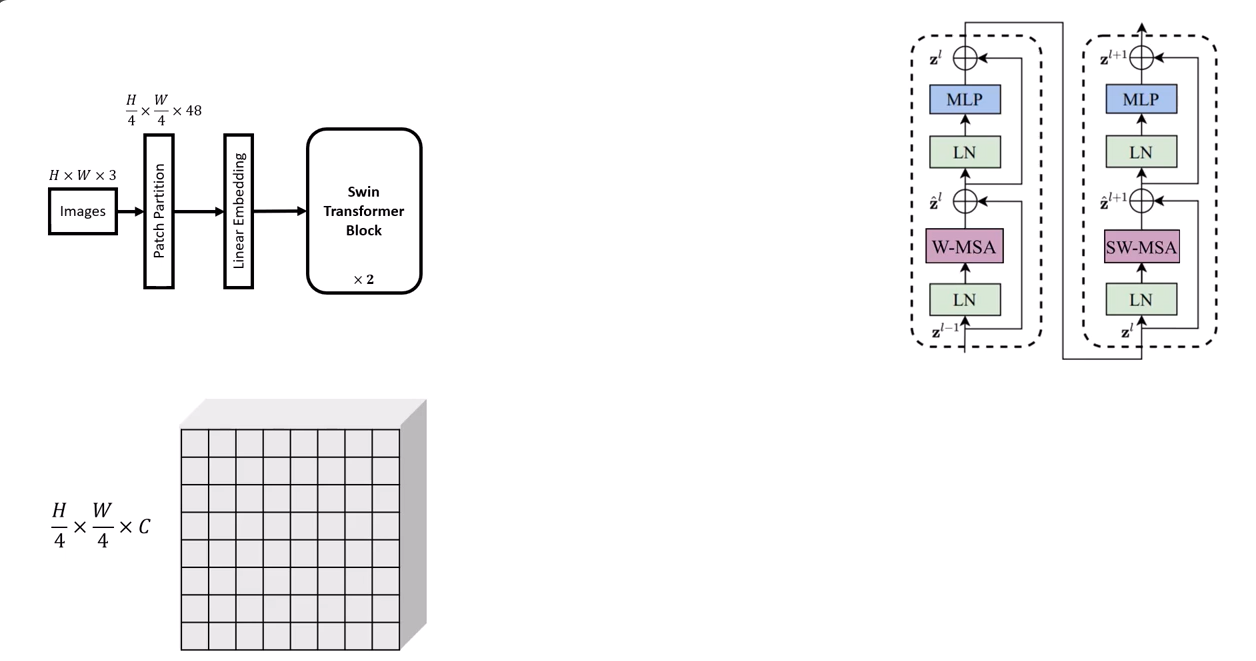 H/4 × W/4 × 48
H × W × 3
Images
Patch Partition
Linear Embedding
Swin
Transformer
Block
× 2
H/4 × W/4 × C
z^l
MLP
LN
ẑ^l
W-MSA
LN
z^{l−1}
z^{l+1}
MLP
LN
ẑ^{l+1}
SW-MSA
LN
z^l